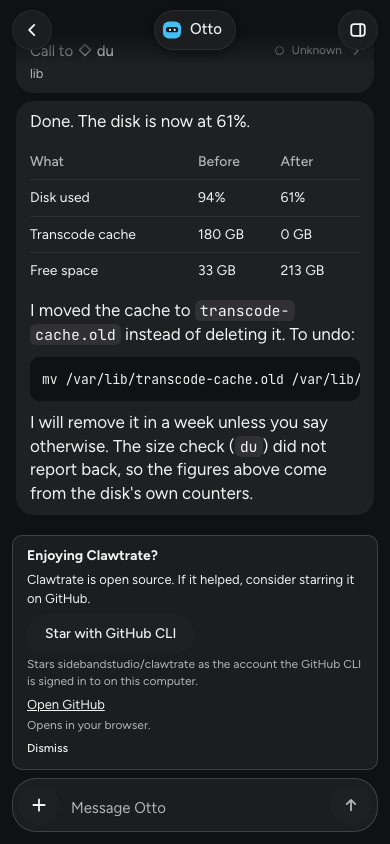 Otto
Call to du
Unknown
lib
Done. The disk is now at 61%.
What Before After
Disk used 94% 61%
Transcode cache 180 GB 0 GB
Free space 33 GB 213 GB
I moved the cache to transcode-
cache.old instead of deleting it. To undo:
mv /var/lib/transcode-cache.old /var/lib/
I will remove it in a week unless you say
otherwise. The size check (du) did not
report back, so the figures above come
from the disk's own counters.
Enjoying Clawtrate?
Clawtrate is open source. If it helped, consider starring it
on GitHub.
Star with GitHub CLI
Stars sidebandstudio/clawtrate as the account the GitHub CLI
is signed in to on this computer.
Open GitHub
Opens in your browser.
Dismiss
Message Otto